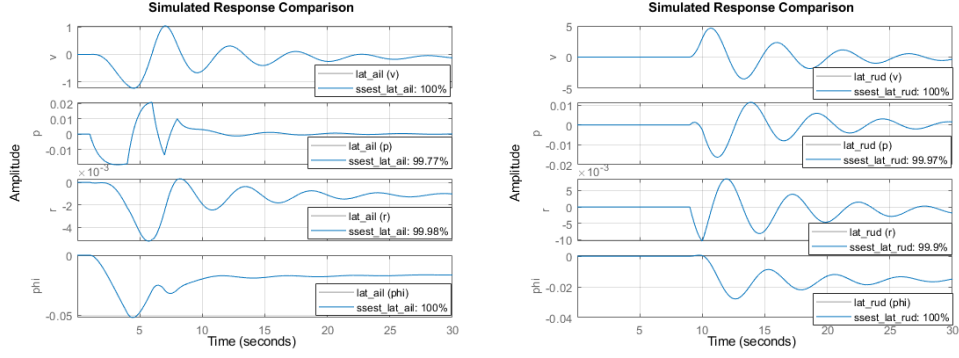 Simulated Response Comparison
1
0
-1
v
lat_ail (v)
ssest_lat_ail: 100%
0.02
0.01
0
-0.01
p
lat_ail (p)
ssest_lat_ail: 99.77%
×10⁻³
0
-2
-4
r
lat_ail (r)
ssest_lat_ail: 99.98%
0
-0.05
phi
lat_ail (phi)
ssest_lat_ail: 100%
5
10
15
20
25
30
Time (seconds)
Amplitude
Simulated Response Comparison
5
0
-5
v
lat_rud (v)
ssest_lat_rud: 100%
0.01
0
-0.01
-0.02
p
lat_rud (p)
ssest_lat_rud: 99.97%
×10⁻³
5
0
-5
-10
r
lat_rud (r)
ssest_lat_rud: 99.9%
0
-0.02
-0.04
phi
lat_rud (phi)
ssest_lat_rud: 100%
5
10
15
20
25
30
Time (seconds)
Amplitude